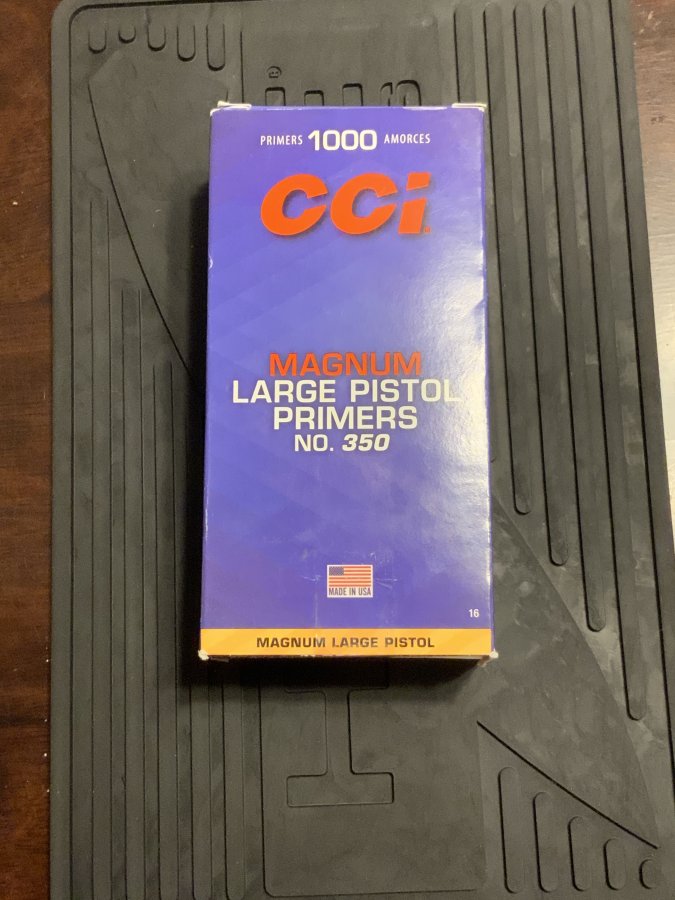 PRIMERS 1000 AMORCES
CCi
MAGNUM
LARGE PISTOL
PRIMERS
NO. 350
MADE IN USA
16
MAGNUM LARGE PISTOL